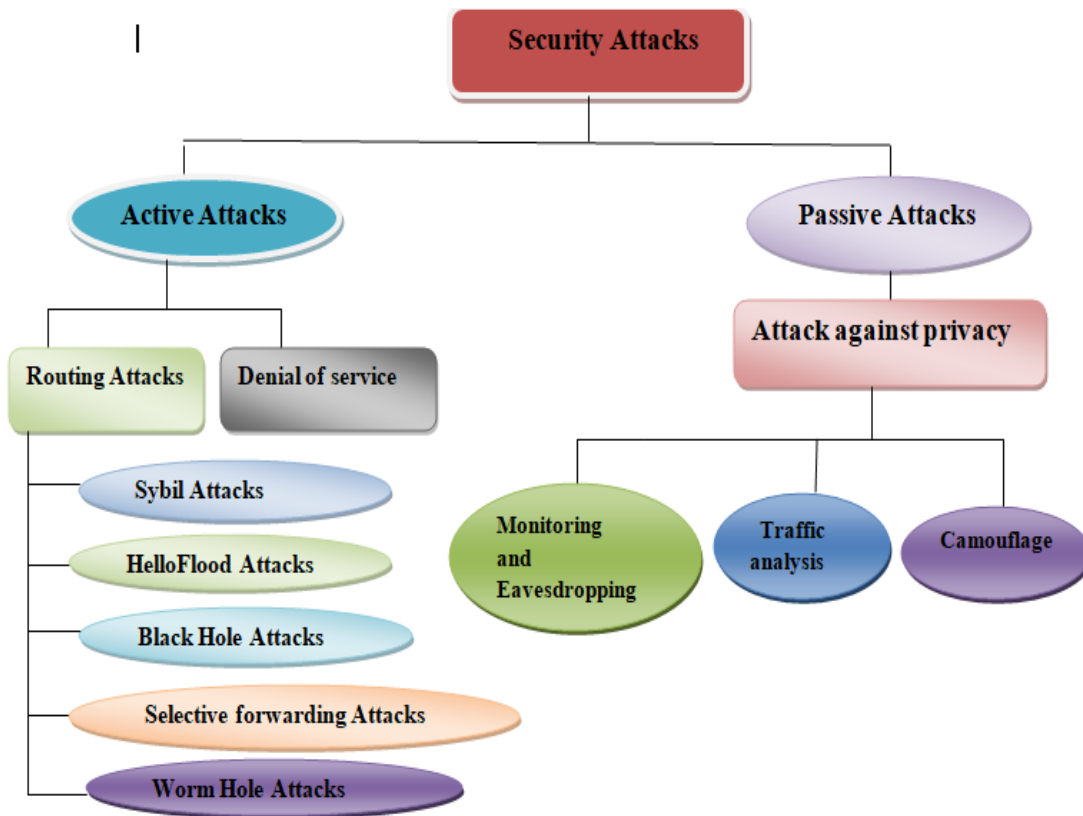 Security Attacks
Active Attacks
Passive Attacks
Attack against privacy
Routing Attacks
Denial of service
Sybil Attacks
HelloFlood Attacks
Black Hole Attacks
Selective forwarding Attacks
Worm Hole Attacks
Monitoring
and
Eavesdropping
Traffic
analysis
Camouflage